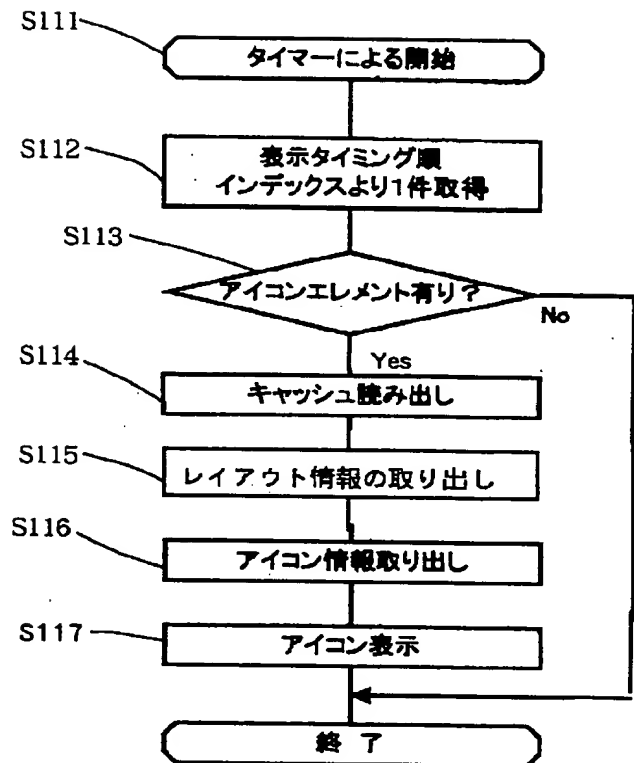 S111
タイマーによる開始
S112
表示タイミング順
インデックスより1件取得
S113
アイコンエレメント有り?
No
Yes
S114
キャッシュ読み出し
S115
レイアウト情報の取り出し
S116
アイコン情報取り出し
S117
アイコン表示
終了